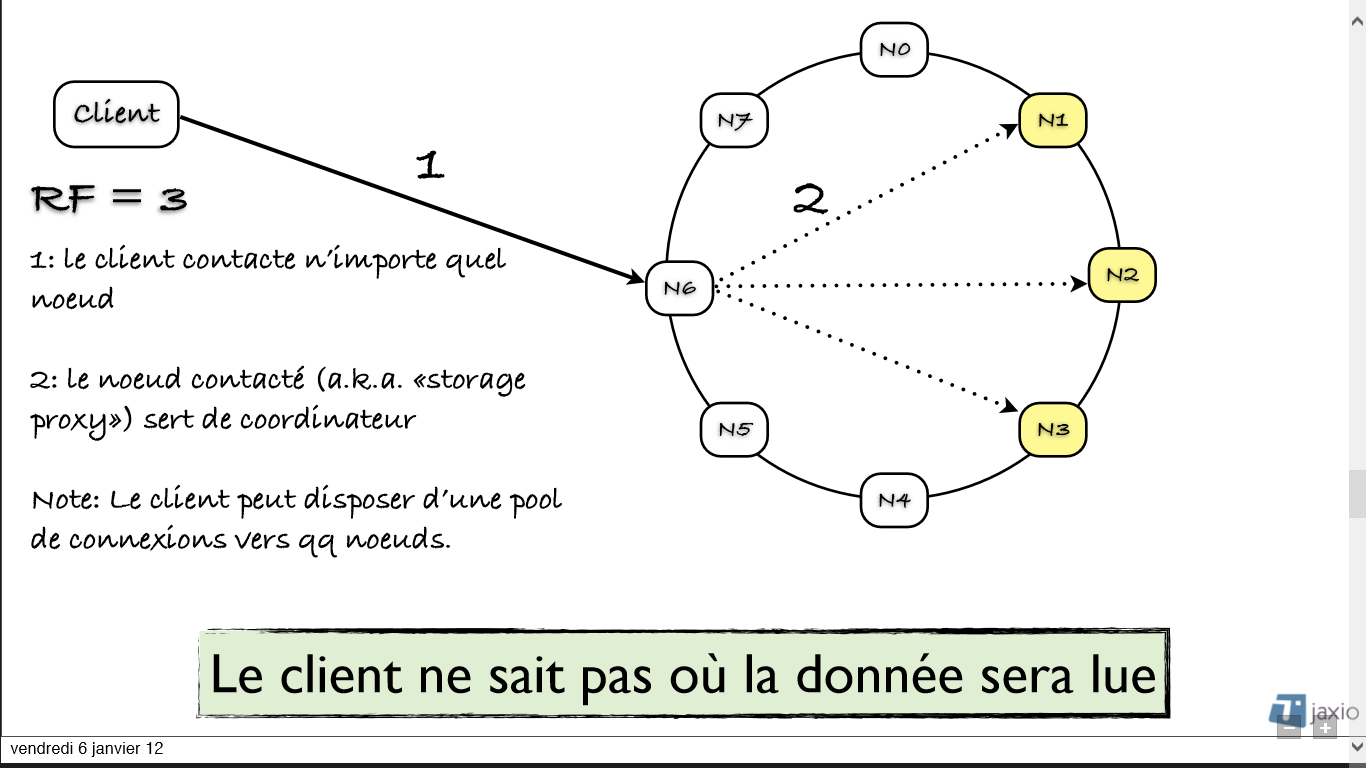 Client
RF = 3
1: le client contacte n'importe quel
noeud
2: le noeud contacté (a.k.a. «storage
proxy») sert de coordinateur
Note: Le client peut disposer d'une pool
de connexions vers qq noeuds.
1
2
N0
N1
N2
N3
N4
N5
N6
N7
Le client ne sait pas où la donnée sera lue
jaxio
vendredi 6 janvier 12